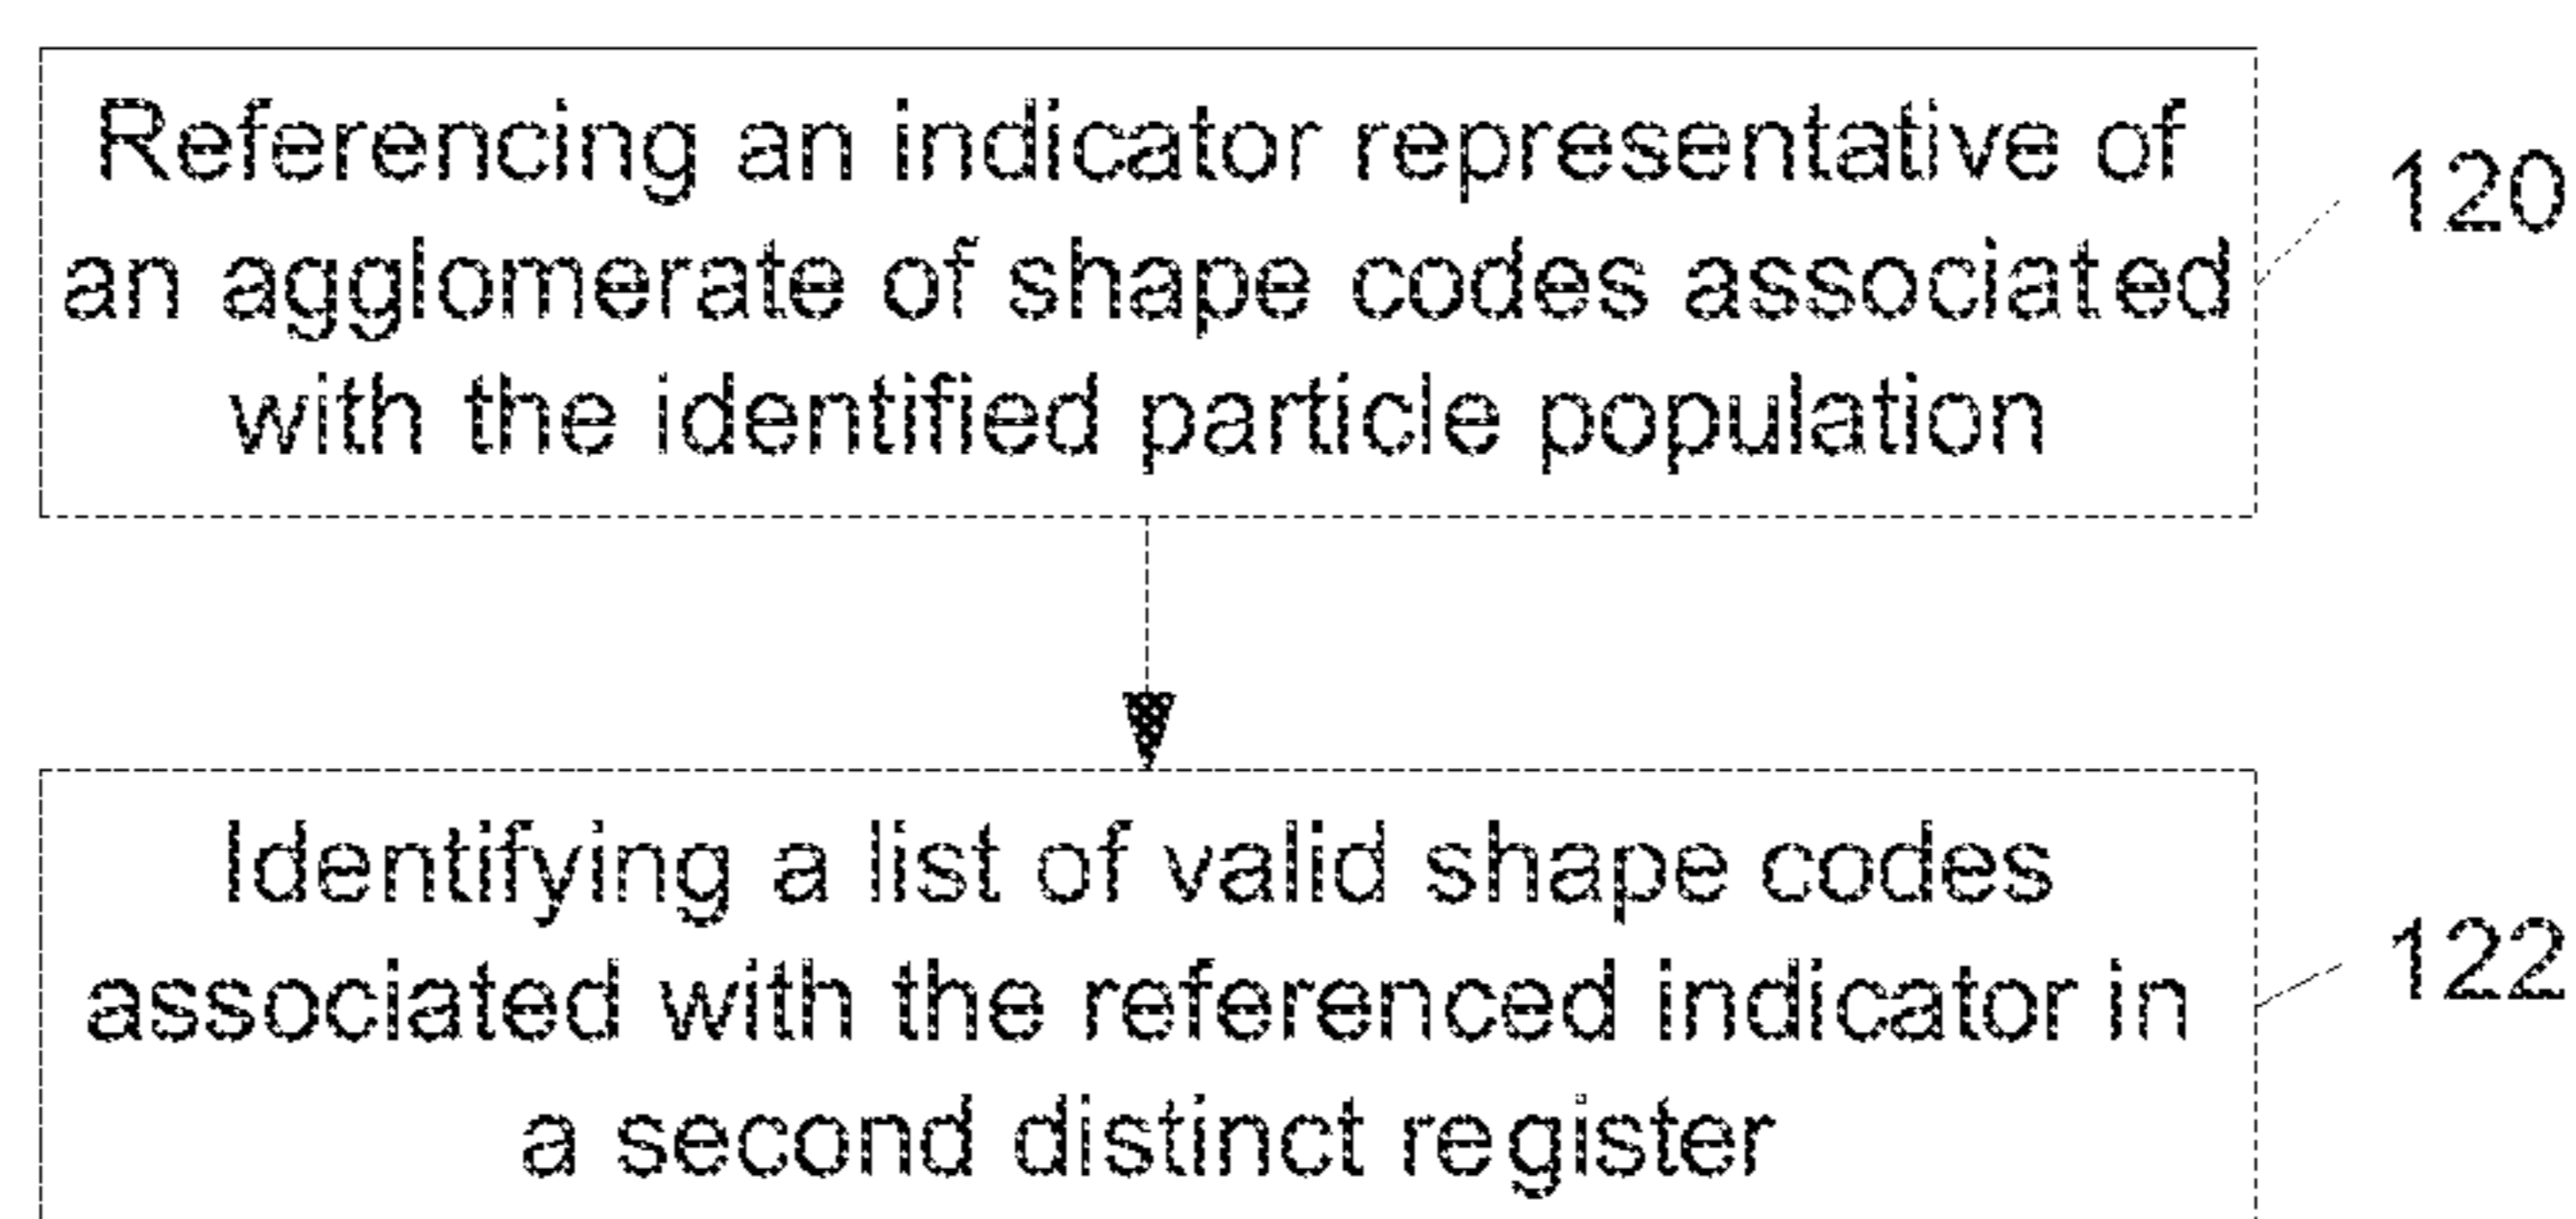 Referencing an indicator representative of
an agglomerate of shape codes associated
with the identified particle population
120
Identifying a list of valid shape codes
associated with the referenced indicator in
a second distinct register
122